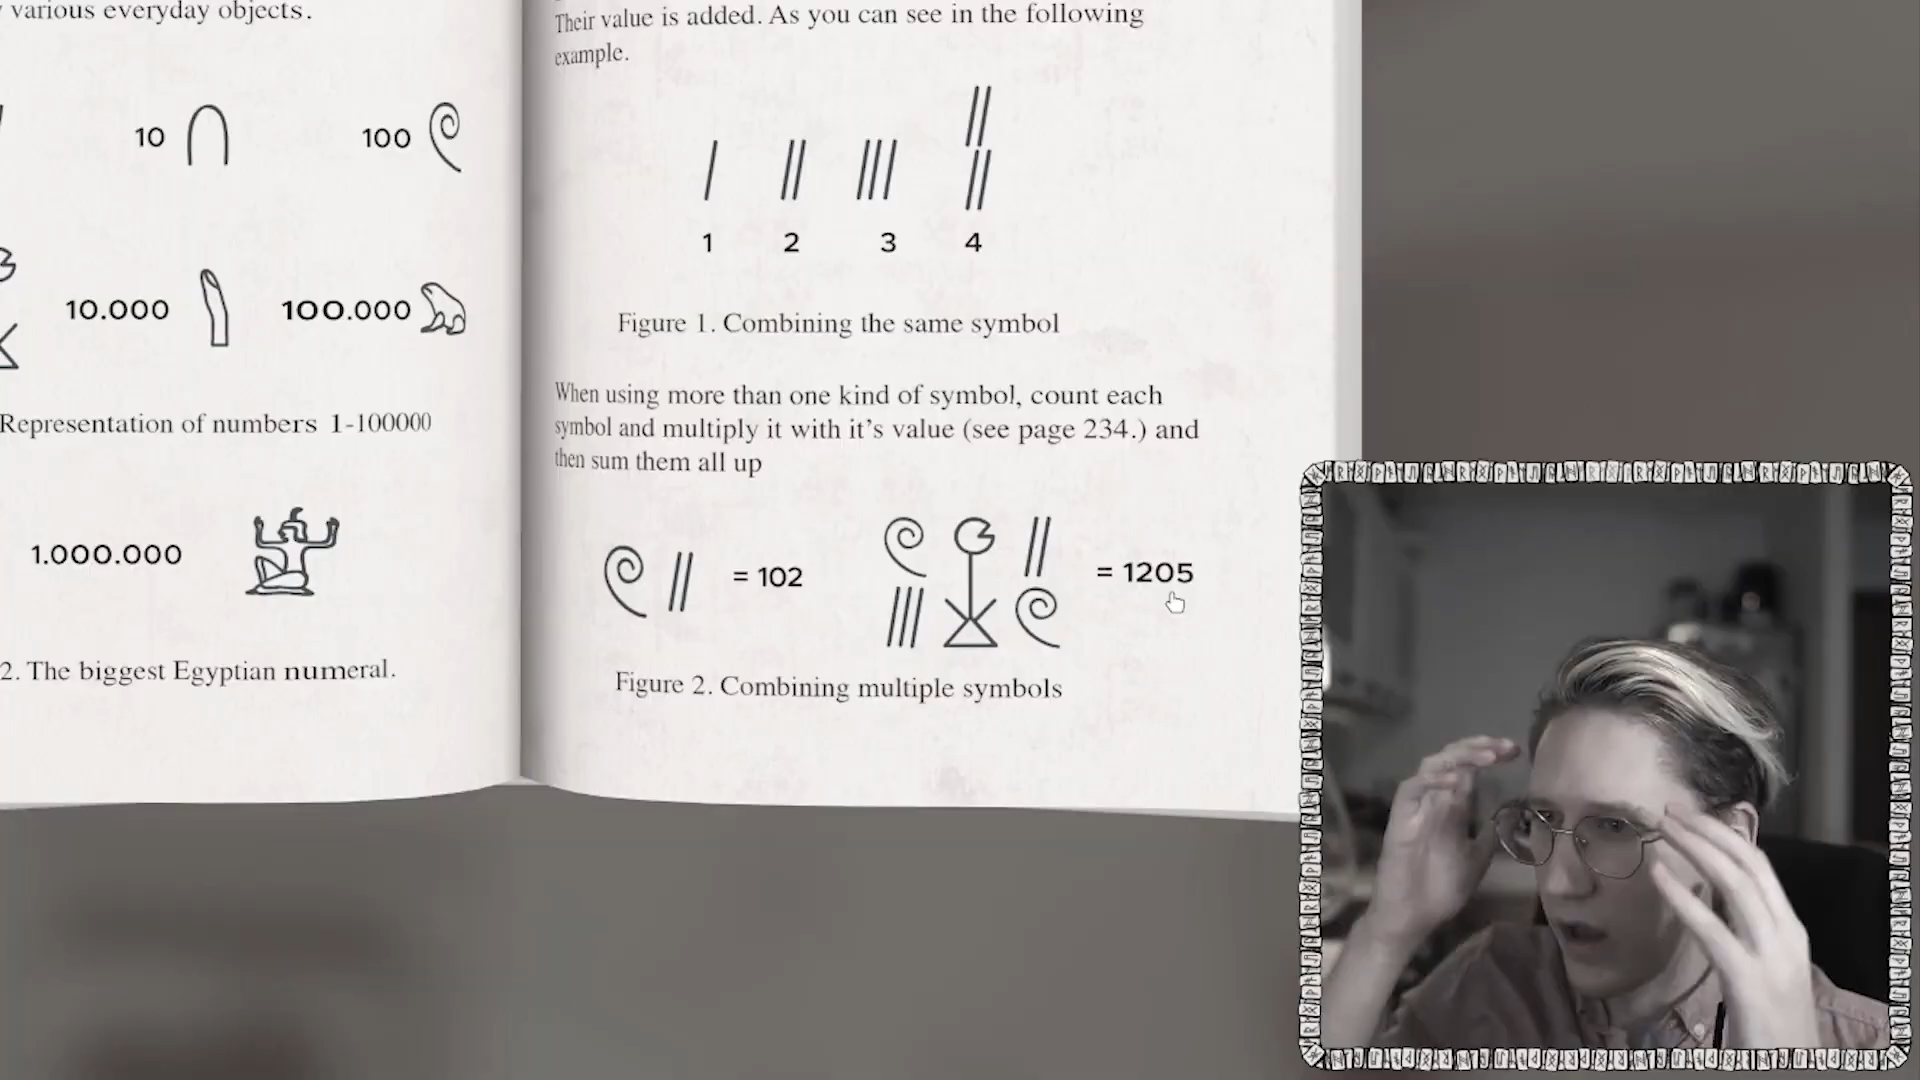 various everyday objects.
10
100
10.000
100.000
Representation of numbers 1-100000
1.000.000
2. The biggest Egyptian numeral.
Their value is added. As you can see in the following
example.
1 2 3 4
Figure 1. Combining the same symbol
When using more than one kind of symbol, count each
symbol and multiply it with it's value (see page 234.) and
then sum them all up
= 102
= 1205
Figure 2. Combining multiple symbols